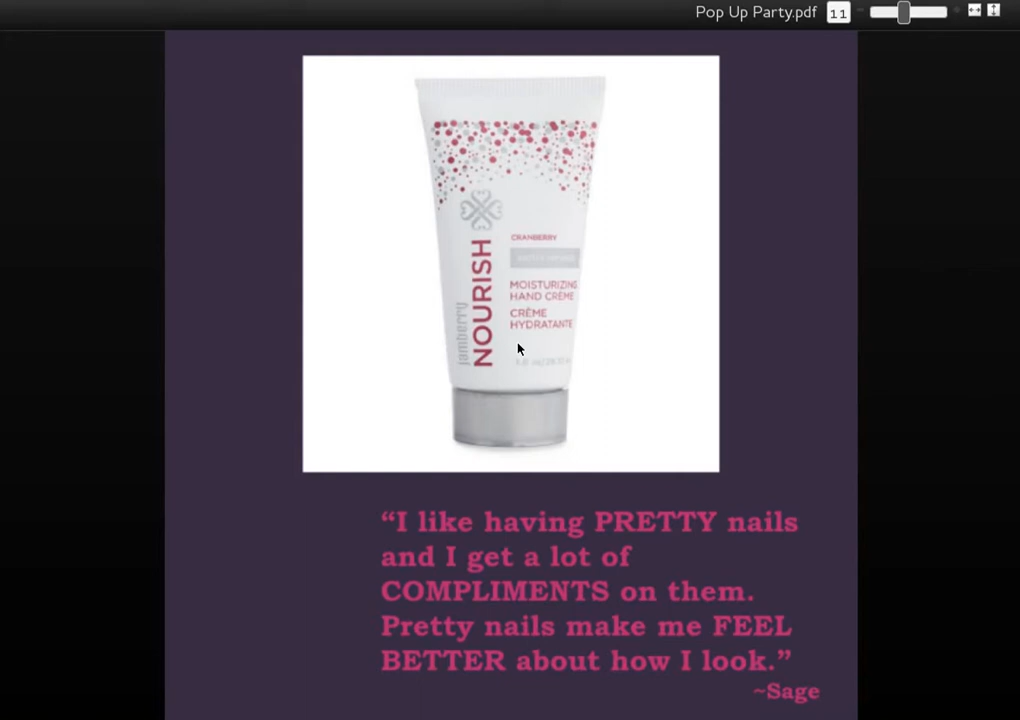 Pop Up Party.pdf 11
CRANBERRY
MOISTURIZING
HAND CRÈME
CRÈME
HYDRATANTE
jamberry
NOURISH
“I like having PRETTY nails
and I get a lot of
COMPLIMENTS on them.
Pretty nails make me FEEL
BETTER about how I look.”
~Sage